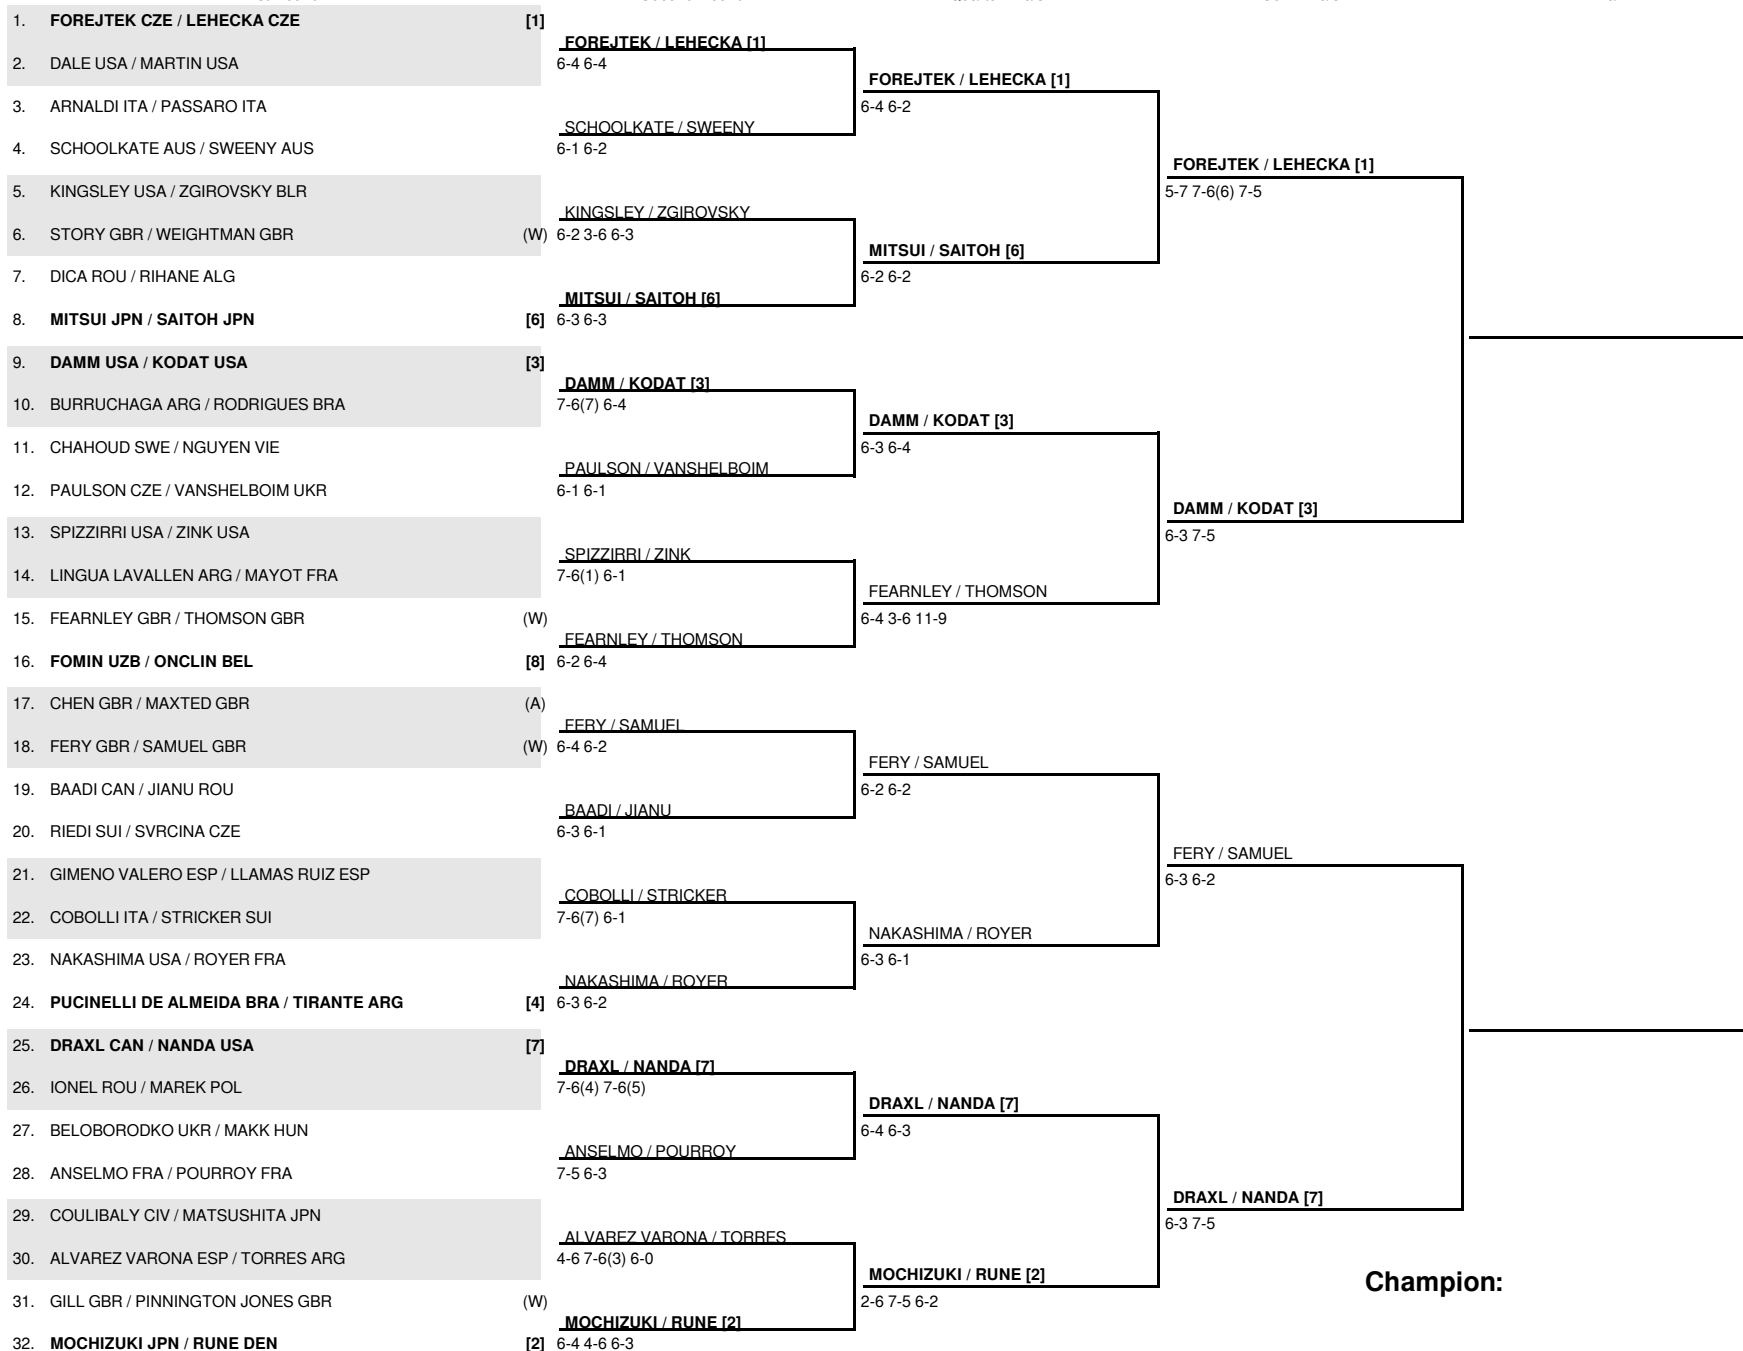 1. FOREJTEK CZE / LEHECKA CZE [1]
FOREJTEK / LEHECKA [1]
2. DALE USA / MARTIN USA 6-4 6-4
FOREJTEK / LEHECKA [1]
3. ARNALDI ITA / PASSARO ITA 6-4 6-2
SCHOOLKATE / SWEENY
4. SCHOOLKATE AUS / SWEENY AUS 6-1 6-2
FOREJTEK / LEHECKA [1]
5. KINGSLEY USA / ZGIROVSKY BLR 5-7 7-6(6) 7-5
KINGSLEY / ZGIROVSKY
6. STORY GBR / WEIGHTMAN GBR (W) 6-2 3-6 6-3
MITSUI / SAITOH [6]
7. DICA ROU / RIHANE ALG 6-2 6-2
MITSUI / SAITOH [6]
8. MITSUI JPN / SAITOH JPN [6] 6-3 6-3
9. DAMM USA / KODAT USA [3]
DAMM / KODAT [3]
10. BURRUCHAGA ARG / RODRIGUES BRA 7-6(7) 6-4
DAMM / KODAT [3]
11. CHAHOUD SWE / NGUYEN VIE 6-3 6-4
PAULSON / VANSHELBOIM
12. PAULSON CZE / VANSHELBOIM UKR 6-1 6-1
DAMM / KODAT [3]
13. SPIZZIRRI USA / ZINK USA 6-3 7-5
SPIZZIRRI / ZINK
14. LINGUA LAVALLEN ARG / MAYOT FRA 7-6(1) 6-1
FEARNLEY / THOMSON
15. FEARNLEY GBR / THOMSON GBR (W) 6-4 3-6 11-9
FEARNLEY / THOMSON
16. FOMIN UZB / ONCLIN BEL [8] 6-2 6-4
17. CHEN GBR / MAXTED GBR (A)
FERY / SAMUEL
18. FERY GBR / SAMUEL GBR (W) 6-4 6-2
FERY / SAMUEL
19. BAADI CAN / JIANU ROU 6-2 6-2
BAADI / JIANU
20. RIEDI SUI / SVRCINA CZE 6-3 6-1
FERY / SAMUEL
21. GIMENO VALERO ESP / LLAMAS RUIZ ESP 6-3 6-2
COBOLLI / STRICKER
22. COBOLLI ITA / STRICKER SUI 7-6(7) 6-1
NAKASHIMA / ROYER
23. NAKASHIMA USA / ROYER FRA 6-3 6-1
NAKASHIMA / ROYER
24. PUCINELLI DE ALMEIDA BRA / TIRANTE ARG [4] 6-3 6-2
25. DRAXL CAN / NANDA USA [7]
DRAXL / NANDA [7]
26. IONEL ROU / MAREK POL 7-6(4) 7-6(5)
DRAXL / NANDA [7]
27. BELOBORODKO UKR / MAKK HUN 6-4 6-3
ANSELMO / POURROY
28. ANSELMO FRA / POURROY FRA 7-5 6-3
DRAXL / NANDA [7]
29. COULIBALY CIV / MATSUSHITA JPN 6-3 7-5
ALVAREZ VARONA / TORRES
30. ALVAREZ VARONA ESP / TORRES ARG 4-6 7-6(3) 6-0
MOCHIZUKI / RUNE [2]
Champion:
31. GILL GBR / PINNINGTON JONES GBR (W) 2-6 7-5 6-2
MOCHIZUKI / RUNE [2]
32. MOCHIZUKI JPN / RUNE DEN [2] 6-4 4-6 6-3